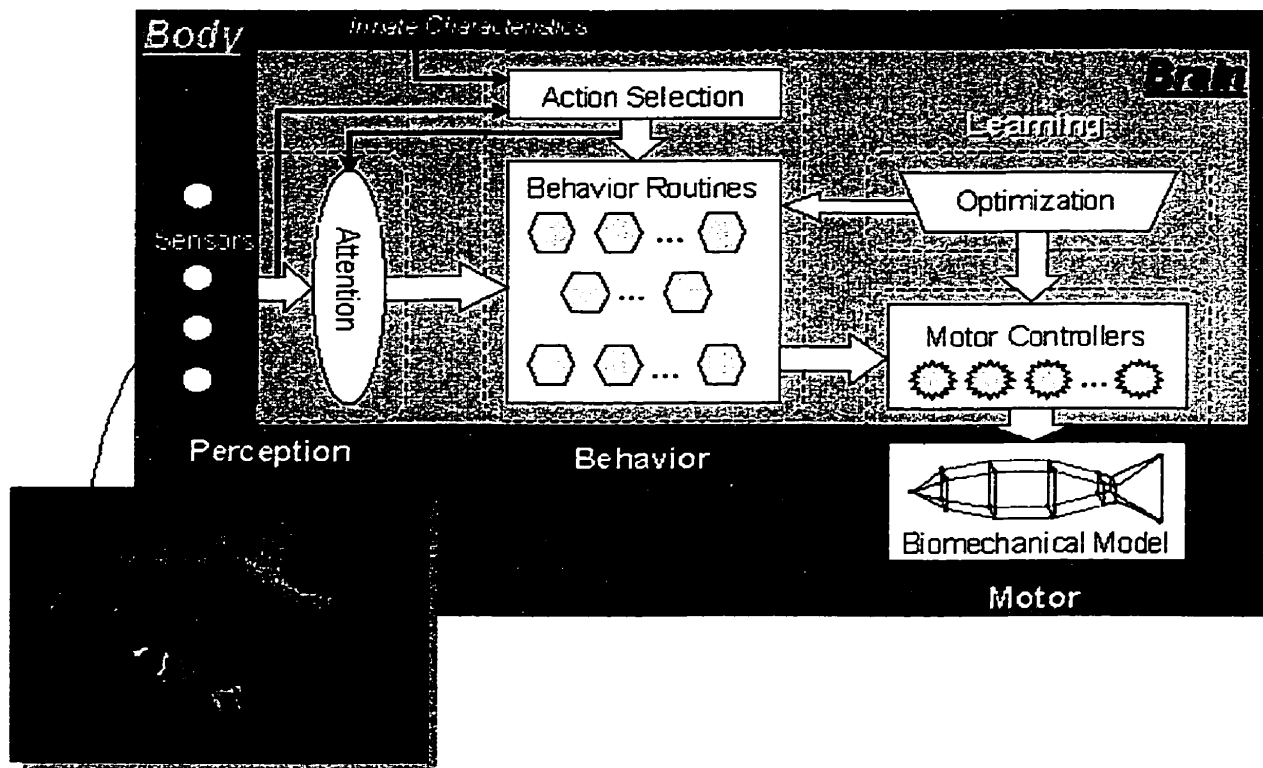 Body
Innate Characteristics
Brain
Action Selection
Learning
Behavior Routines
Optimization
Sensors
Attention
Motor Controllers
Perception
Behavior
Biomechanical Model
Motor